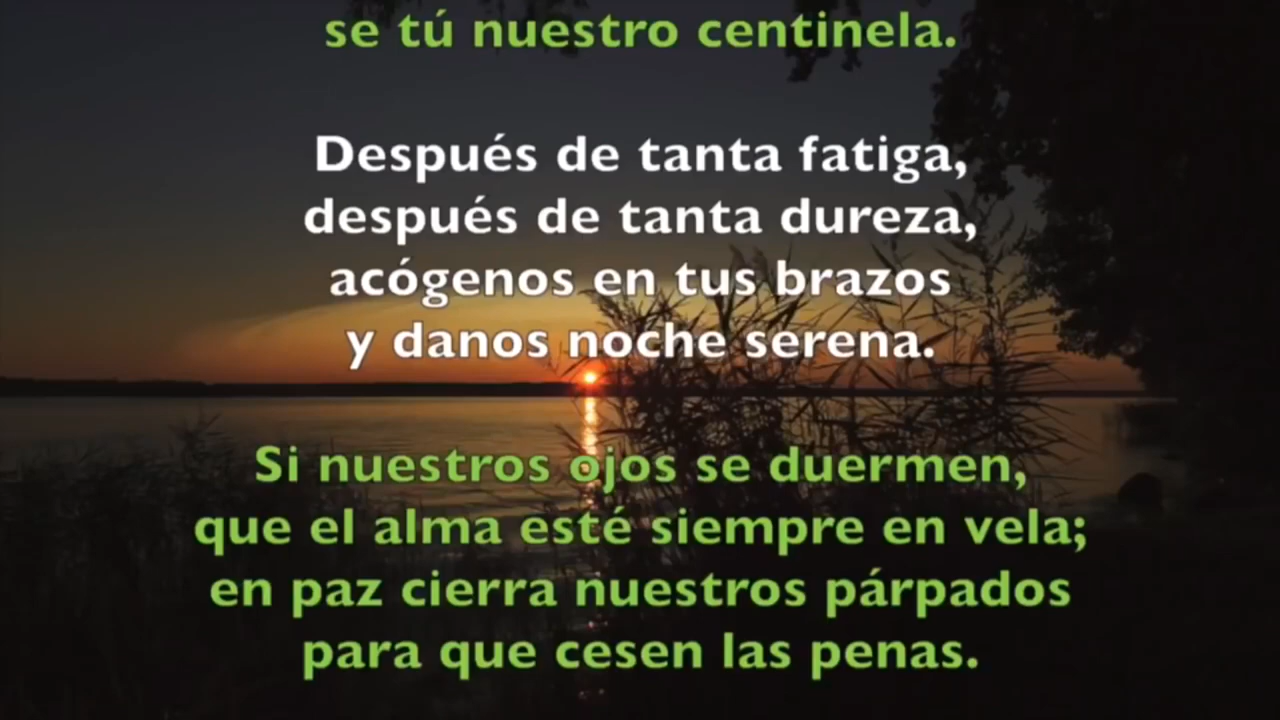 se tú nuestro centinela.
Después de tanta fatiga,
después de tanta dureza,
acógenos en tus brazos
y danos noche serena.
Si nuestros ojos se duermen,
que el alma esté siempre en vela;
en paz cierra nuestros párpados
para que cesen las penas.